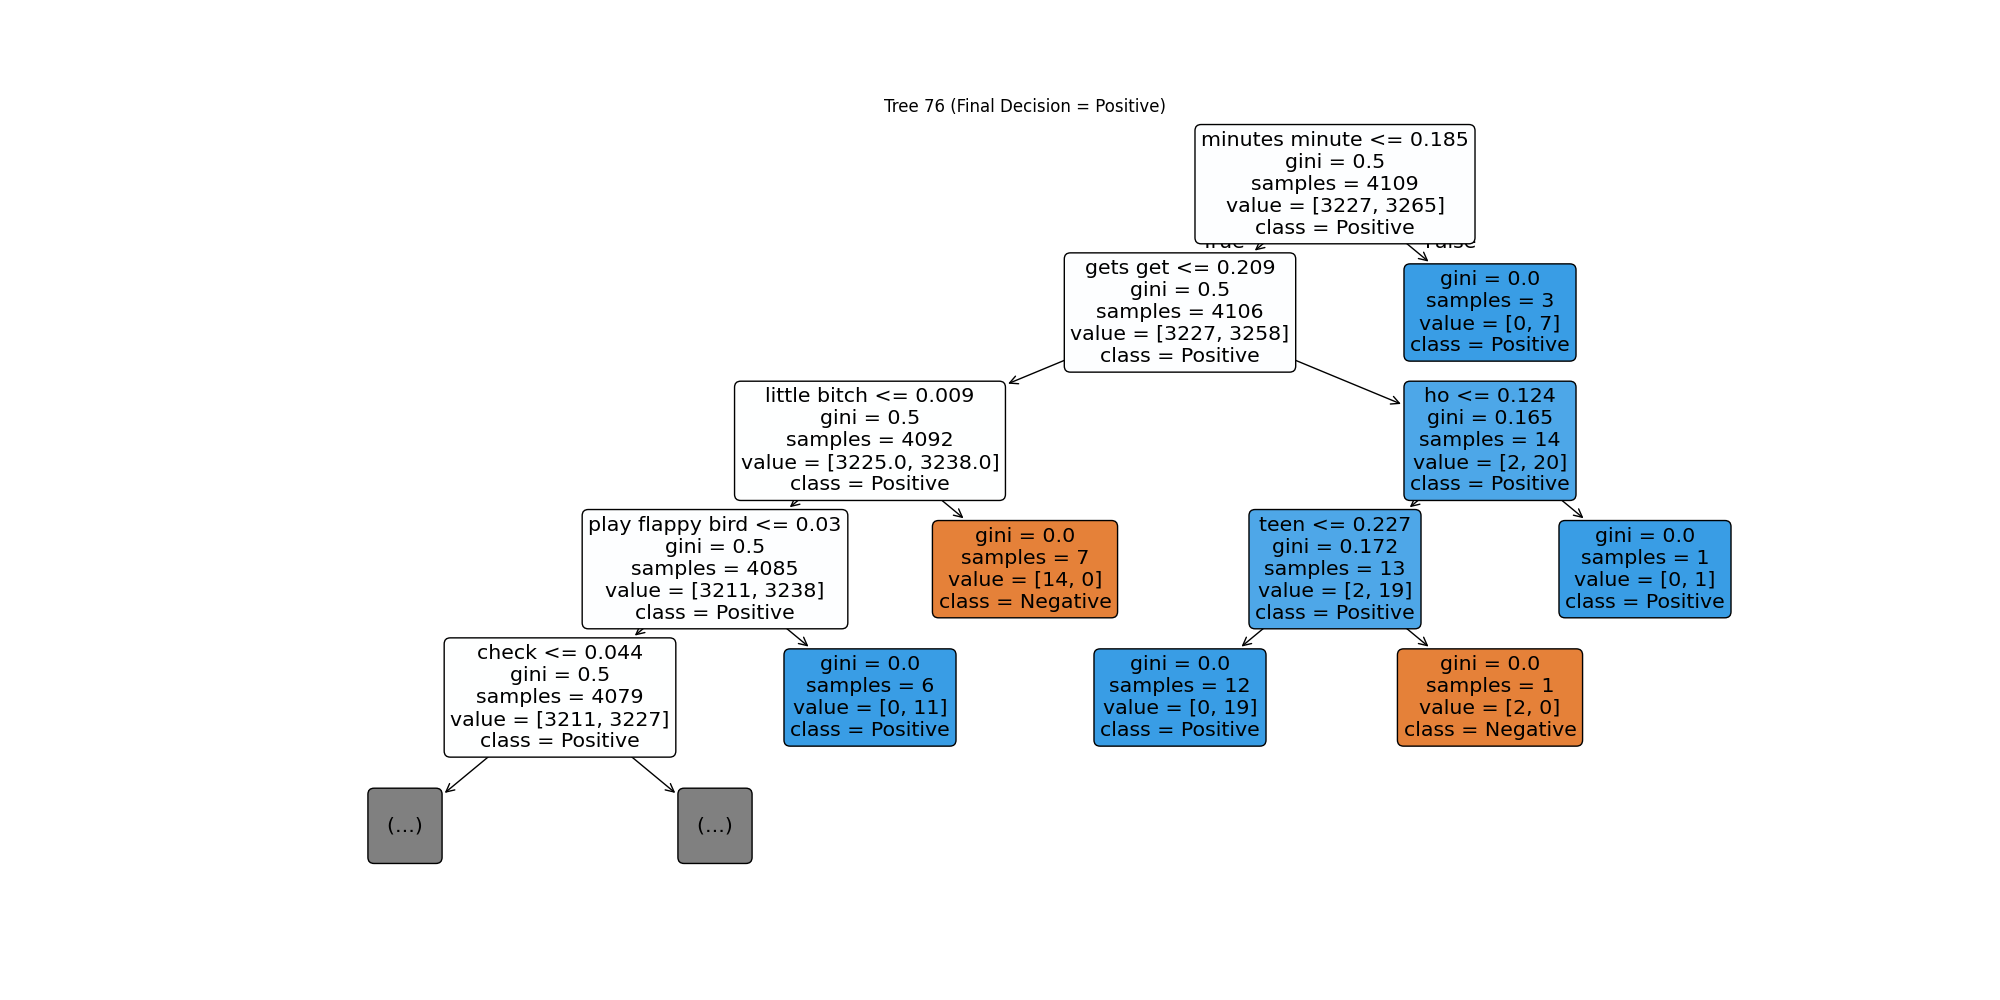 Tree 76 (Final Decision = Positive)
minutes minute <= 0.185
gini = 0.5
samples = 4109
value = [3227, 3265]
class = Positive
True
False
gets get <= 0.209
gini = 0.5
samples = 4106
value = [3227, 3258]
class = Positive
gini = 0.0
samples = 3
value = [0, 7]
class = Positive
little bitch <= 0.009
gini = 0.5
samples = 4092
value = [3225.0, 3238.0]
class = Positive
ho <= 0.124
gini = 0.165
samples = 14
value = [2, 20]
class = Positive
play flappy bird <= 0.03
gini = 0.5
samples = 4085
value = [3211, 3238]
class = Positive
gini = 0.0
samples = 7
value = [14, 0]
class = Negative
teen <= 0.227
gini = 0.172
samples = 13
value = [2, 19]
class = Positive
gini = 0.0
samples = 1
value = [0, 1]
class = Positive
check <= 0.044
gini = 0.5
samples = 4079
value = [3211, 3227]
class = Positive
gini = 0.0
samples = 6
value = [0, 11]
class = Positive
gini = 0.0
samples = 12
value = [0, 19]
class = Positive
gini = 0.0
samples = 1
value = [2, 0]
class = Negative
(...)
(...)